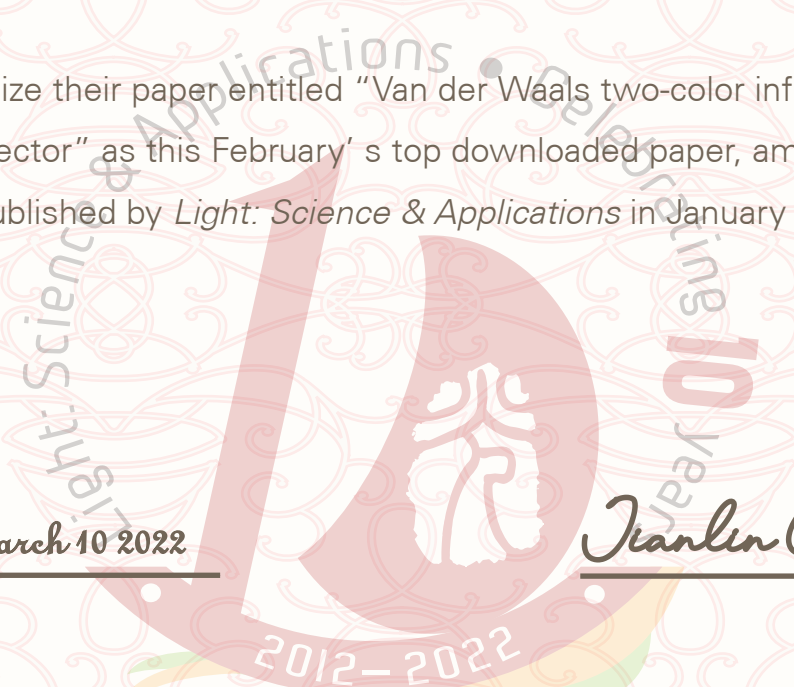 ize their paper entitled “Van der Waals two-color inf
ector” as this February’ s top downloaded paper, am
ublished by Light: Science & Applications in January
Light: Science & Applications • Celebrating 10 year
arch 10 2022
Jianlin
2012–2022